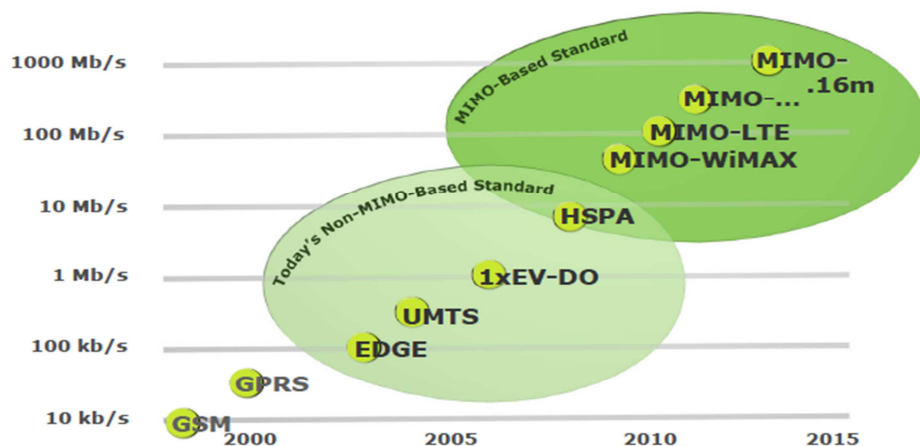 MIMO-Based Standard
1000 Mb/s
MIMO-
.16m
MIMO-...
100 Mb/s
MIMO-LTE
MIMO-WiMAX
Today's Non-MIMO-Based Standard
10 Mb/s
HSPA
1 Mb/s
1xEV-DO
UMTS
100 kb/s
EDGE
GPRS
10 kb/s
GSM
2000 2005 2010 2015